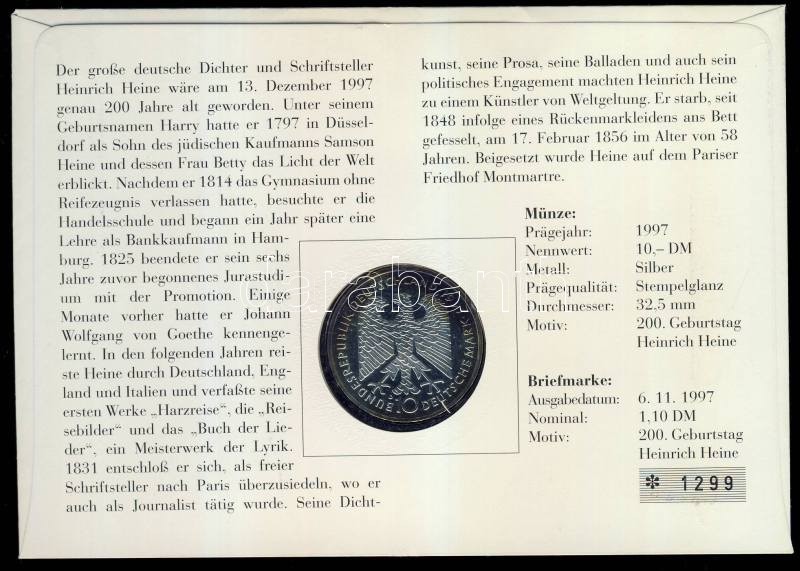 Der große deutsche Dichter und Schriftsteller
Heinrich Heine wäre am 13. Dezember 1997
genau 200 Jahre alt geworden. Unter seinem
Geburtsnamen Harry hatte er 1797 in Düssel-
dorf als Sohn des jüdischen Kaufmanns Samson
Heine und dessen Frau Betty das Licht der Welt
erblickt. Nachdem er 1814 das Gymnasium ohne
Reifezeugnis verlassen hatte, besuchte er die
Handelsschule und begann ein Jahr später eine
Lehre als Bankkaufmann in Ham-
burg. 1825 beendete er sein sechs
Jahre zuvor begonnenes Jurastudi-
um mit der Promotion. Einige
Monate vorher hatte er Johann
Wolfgang von Goethe kennenge-
lernt. In den folgenden Jahren rei-
ste Heine durch Deutschland, Eng-
land und Italien und verfaßte seine
ersten Werke „Harzreise“, die „Rei-
sebilder“ und das „Buch der Lie-
der“, ein Meisterwerk der Lyrik.
1831 entschloß er sich, als freier
Schriftsteller nach Paris überzusiedeln, wo er
auch als Journalist tätig wurde. Seine Dicht-
kunst, seine Prosa, seine Balladen und auch sein
politisches Engagement machten Heinrich Heine
zu einem Künstler von Weltgeltung. Er starb, seit
1848 infolge eines Rückenmarkleidens ans Bett
gefesselt, am 17. Februar 1856 im Alter von 58
Jahren. Beigesetzt wurde Heine auf dem Pariser
Friedhof Montmartre.
BUNDESREPUBLIK DEUTSCHLAND
10 DEUTSCHE MARK
Münze:
Prägejahr: 1997
Nennwert: 10,– DM
Metall: Silber
Prägequalität: Stempelglanz
Durchmesser: 32,5 mm
Motiv: 200. Geburtstag
Heinrich Heine
Briefmarke:
Ausgabedatum: 6. 11. 1997
Nominal: 1,10 DM
Motiv: 200. Geburtstag
Heinrich Heine
* 1299